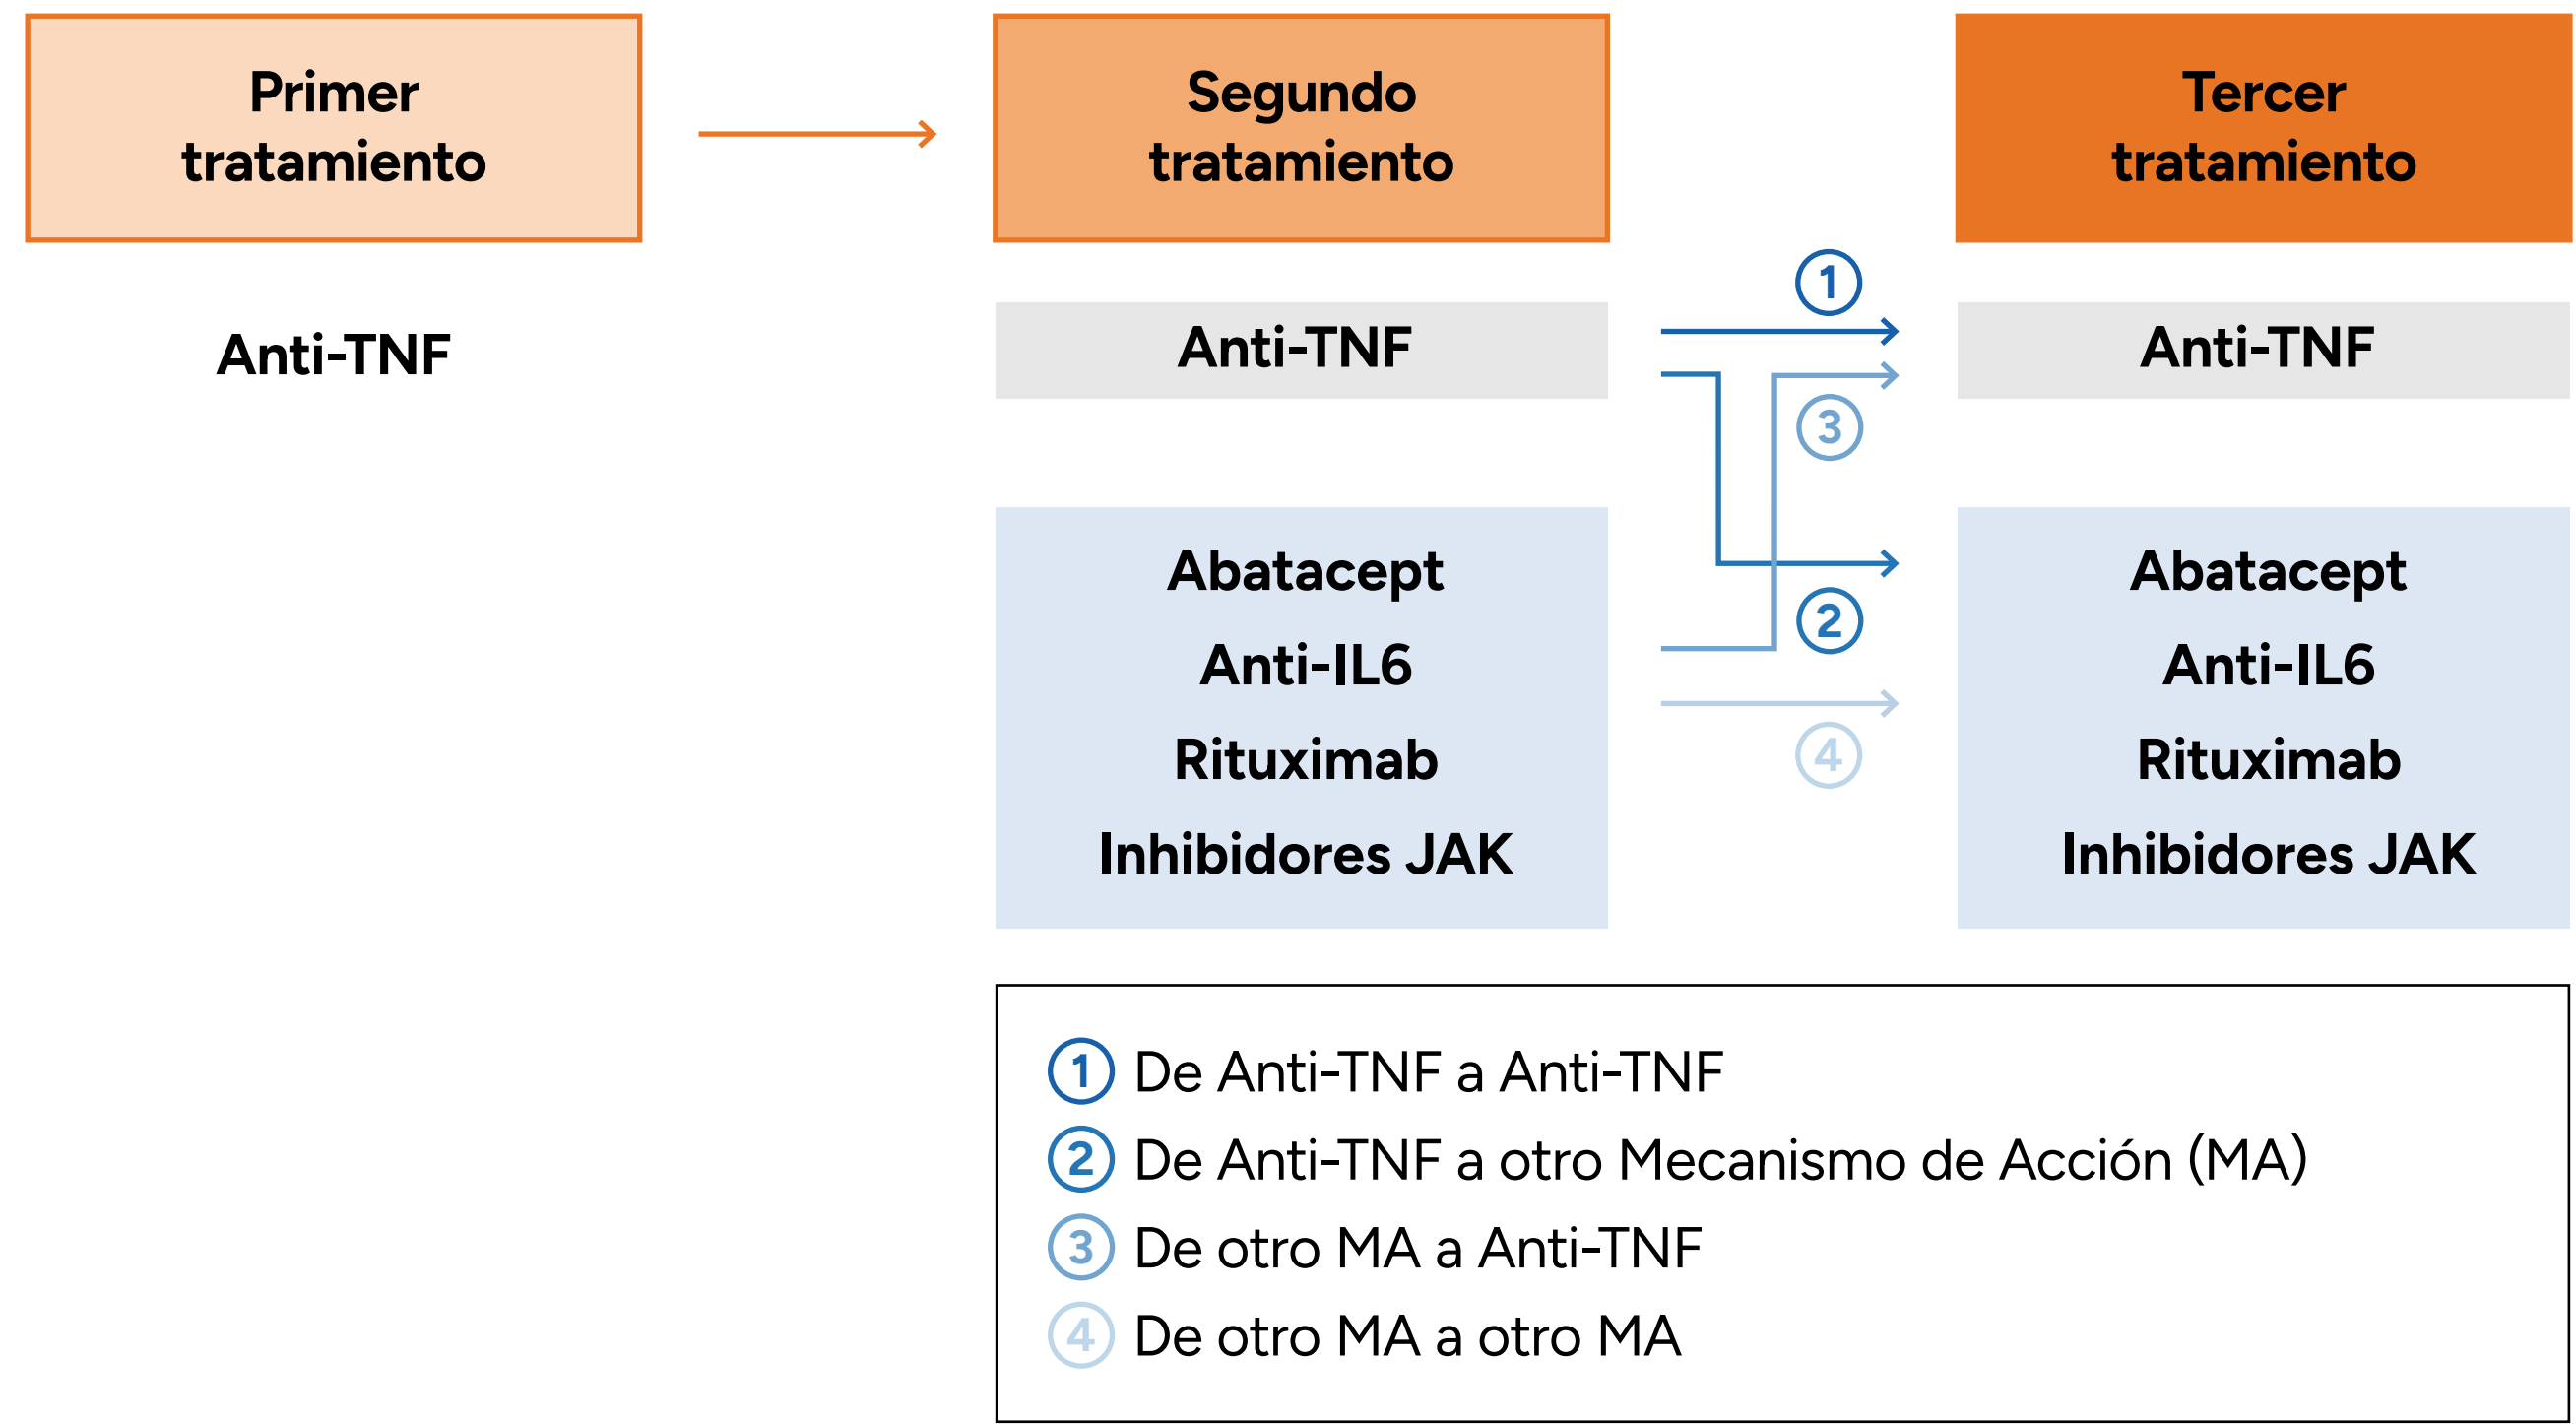 Primer
tratamiento
Segundo
tratamiento
Tercer
tratamiento
Anti-TNF
Anti-TNF
1
3
2
4
Anti-TNF
Abatacept
Anti-IL6
Rituximab
Inhibidores JAK
Abatacept
Anti-IL6
Rituximab
Inhibidores JAK
1 De Anti-TNF a Anti-TNF
2 De Anti-TNF a otro Mecanismo de Acción (MA)
3 De otro MA a Anti-TNF
4 De otro MA a otro MA